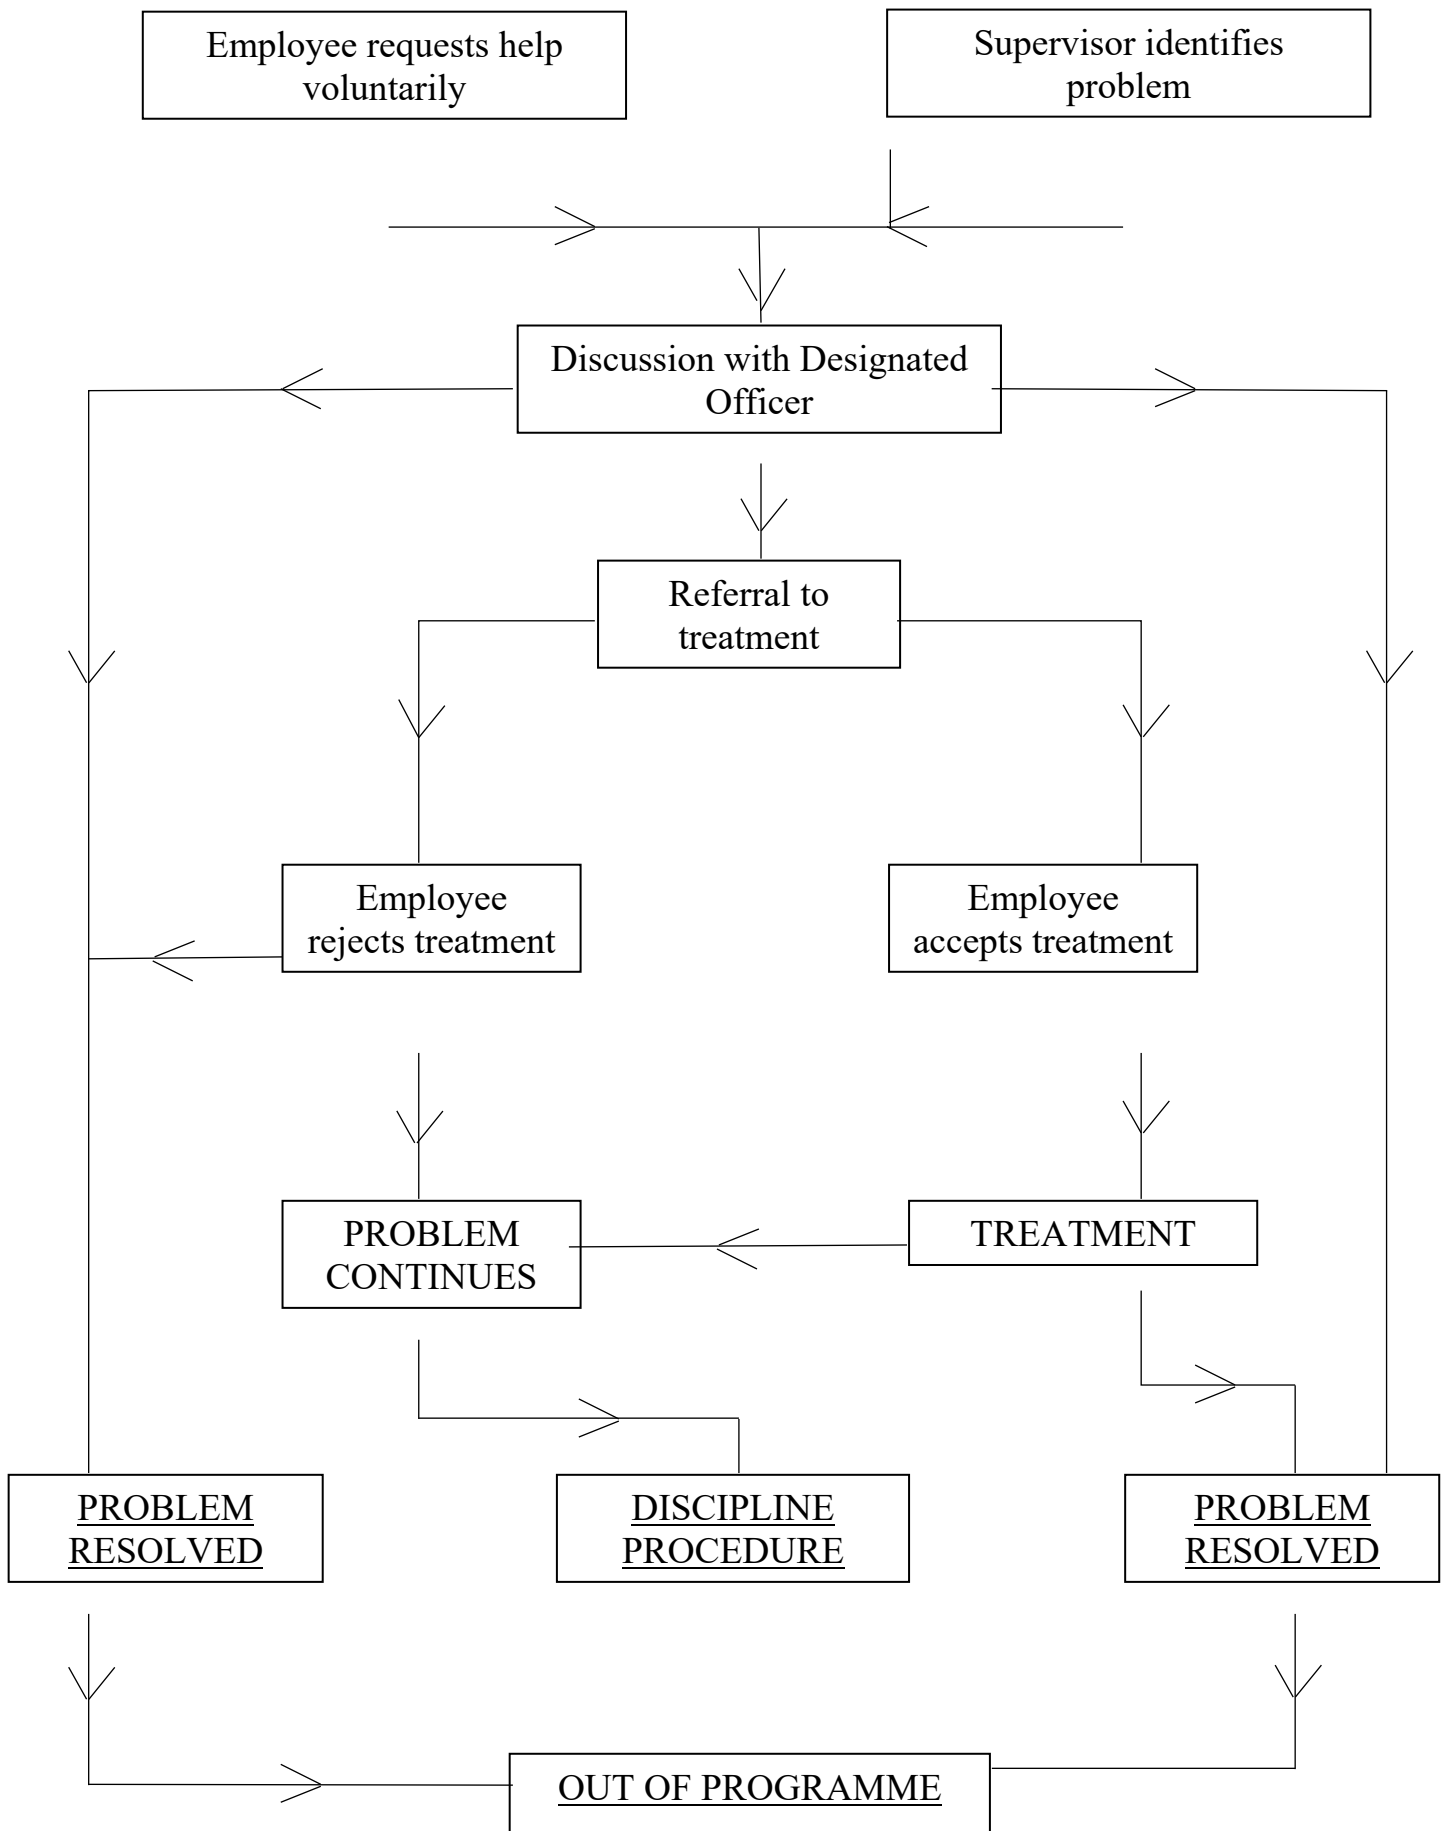 Employee requests help
voluntarily
Supervisor identifies
problem
Discussion with Designated
Officer
Referral to
treatment
Employee
rejects treatment
Employee
accepts treatment
PROBLEM
CONTINUES
TREATMENT
PROBLEM
RESOLVED
DISCIPLINE
PROCEDURE
PROBLEM
RESOLVED
OUT OF PROGRAMME